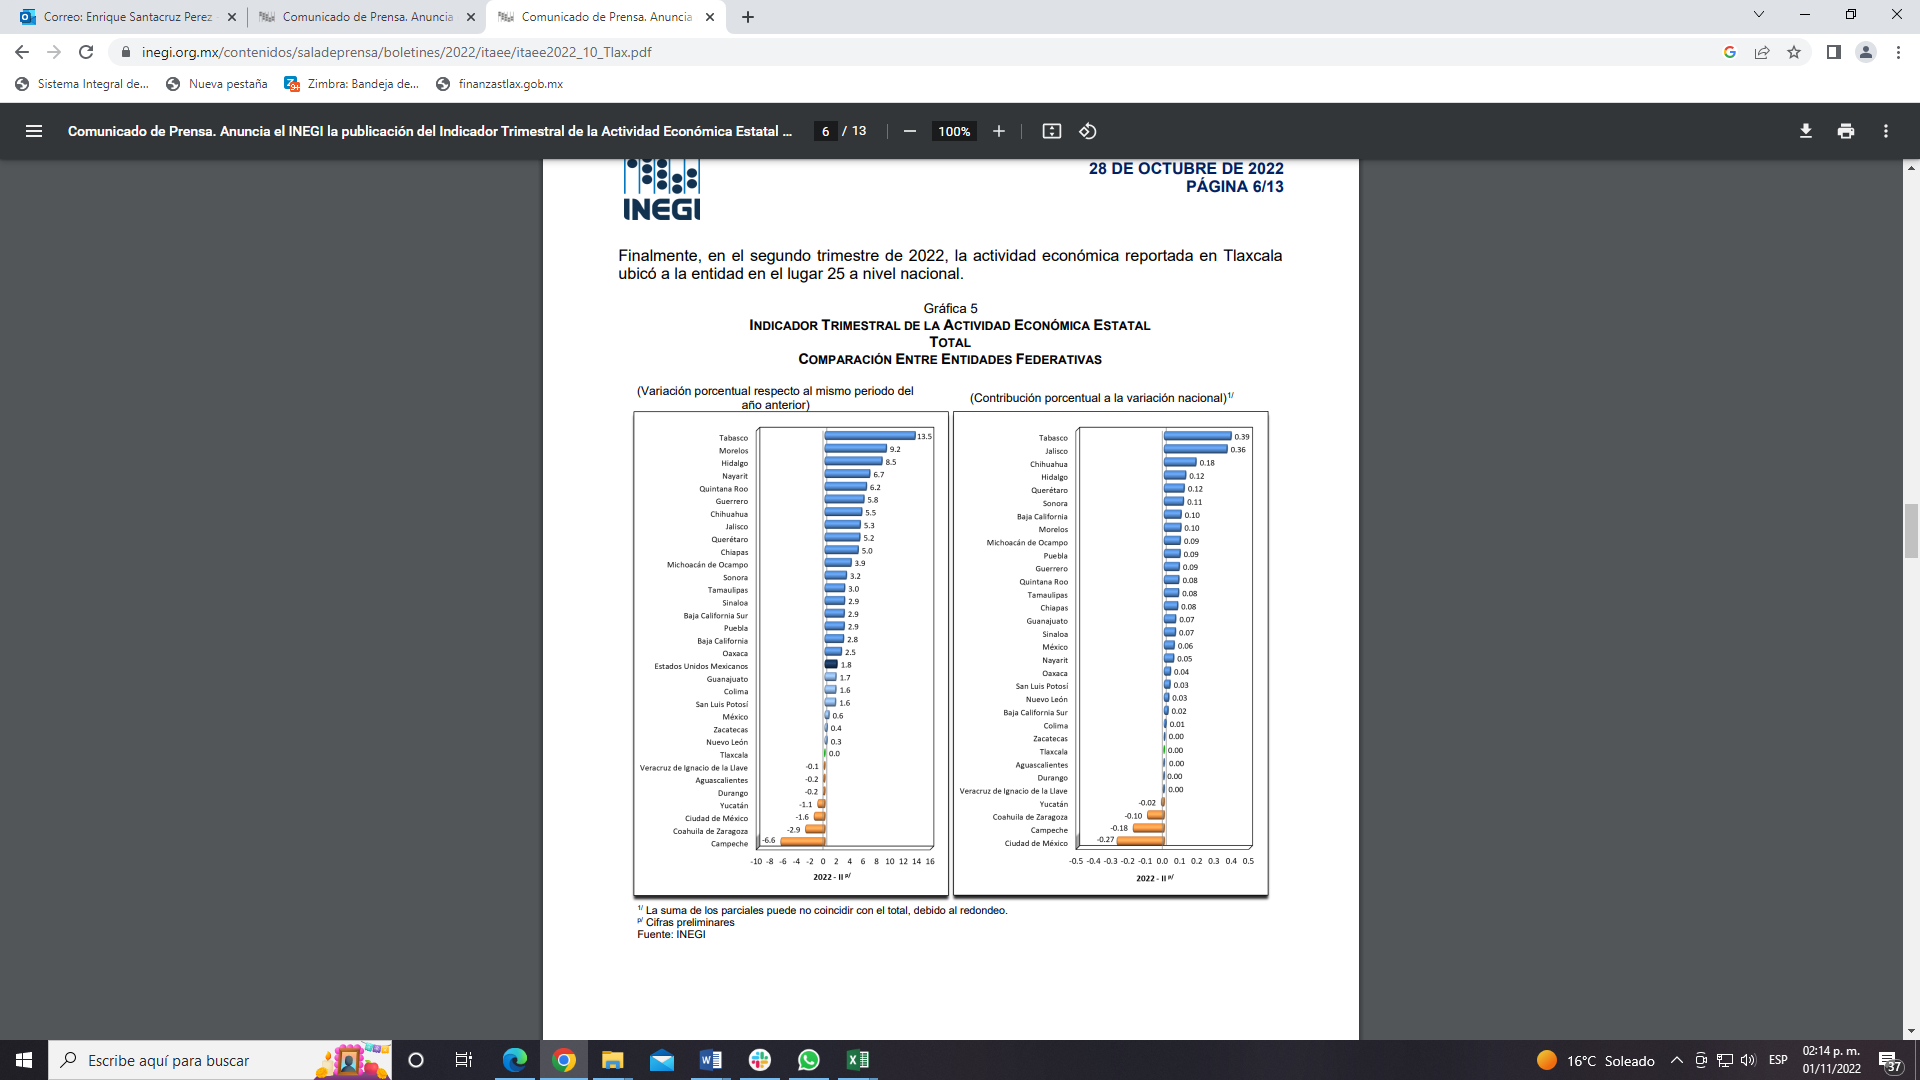 Correo: Enrique Santacruz Perez
Comunicado de Prensa. Anuncia
Comunicado de Prensa. Anuncia
inegi.org.mx/contenidos/saladeprensa/boletines/2022/itaee/itaee2022_10_Tlax.pdf
Sistema Integral de...
Nueva pestaña
Zimbra: Bandeja de...
finanzastlax.gob.mx
Comunicado de Prensa. Anuncia el INEGI la publicación del Indicador Trimestral de la Actividad Económica Estatal ...
6 / 13
100%
INEGI
28 DE OCTUBRE DE 2022
PÁGINA 6/13
Finalmente, en el segundo trimestre de 2022, la actividad económica reportada en Tlaxcala
ubicó a la entidad en el lugar 25 a nivel nacional.
Gráfica 5
INDICADOR TRIMESTRAL DE LA ACTIVIDAD ECONÓMICA ESTATAL
TOTAL
COMPARACIÓN ENTRE ENTIDADES FEDERATIVAS
(Variación porcentual respecto al mismo periodo del
año anterior)
Tabasco 13.5
Morelos 9.2
Hidalgo 8.5
Nayarit 6.7
Quintana Roo 6.2
Guerrero 5.8
Chihuahua 5.5
Jalisco 5.3
Querétaro 5.2
Chiapas 5.0
Michoacán de Ocampo 3.9
Sonora 3.2
Tamaulipas 3.0
Sinaloa 2.9
Baja California Sur 2.9
Puebla 2.9
Baja California 2.8
Oaxaca 2.5
Estados Unidos Mexicanos 1.8
Guanajuato 1.7
Colima 1.6
San Luis Potosí 1.6
México 0.6
Zacatecas 0.4
Nuevo León 0.3
Tlaxcala 0.0
Veracruz de Ignacio de la Llave -0.1
Aguascalientes -0.2
Durango -0.2
Yucatán -1.1
Ciudad de México -1.6
Coahuila de Zaragoza -2.9
Campeche -6.6
-10 -8 -6 -4 -2 0 2 4 6 8 10 12 14 16
2022 - II p/
(Contribución porcentual a la variación nacional)1/
Tabasco 0.39
Jalisco 0.36
Chihuahua 0.18
Hidalgo 0.12
Querétaro 0.12
Sonora 0.11
Baja California 0.10
Morelos 0.10
Michoacán de Ocampo 0.09
Puebla 0.09
Guerrero 0.09
Quintana Roo 0.08
Tamaulipas 0.08
Chiapas 0.08
Guanajuato 0.07
Sinaloa 0.07
México 0.06
Nayarit 0.05
Oaxaca 0.04
San Luis Potosí 0.03
Nuevo León 0.03
Baja California Sur 0.02
Colima 0.01
Zacatecas 0.00
Tlaxcala 0.00
Aguascalientes 0.00
Durango 0.00
Veracruz de Ignacio de la Llave 0.00
Yucatán -0.02
Coahuila de Zaragoza -0.10
Campeche -0.18
Ciudad de México -0.27
-0.5 -0.4 -0.3 -0.2 -0.1 0.0 0.1 0.2 0.3 0.4 0.5
2022 - II p/
1/ La suma de los parciales puede no coincidir con el total, debido al redondeo.
p/ Cifras preliminares
Fuente: INEGI
Escribe aquí para buscar
16°C Soleado
ESP
02:14 p. m.
01/11/2022
37